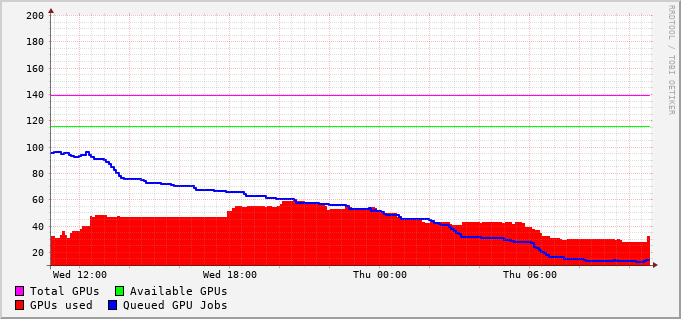 200
180
160
140
120
100
80
60
40
20
Wed 12:00 Wed 18:00 Thu 00:00 Thu 06:00
Total GPUs Available GPUs
GPUs used Queued GPU Jobs
RRDTOOL / TOBI OETIKER